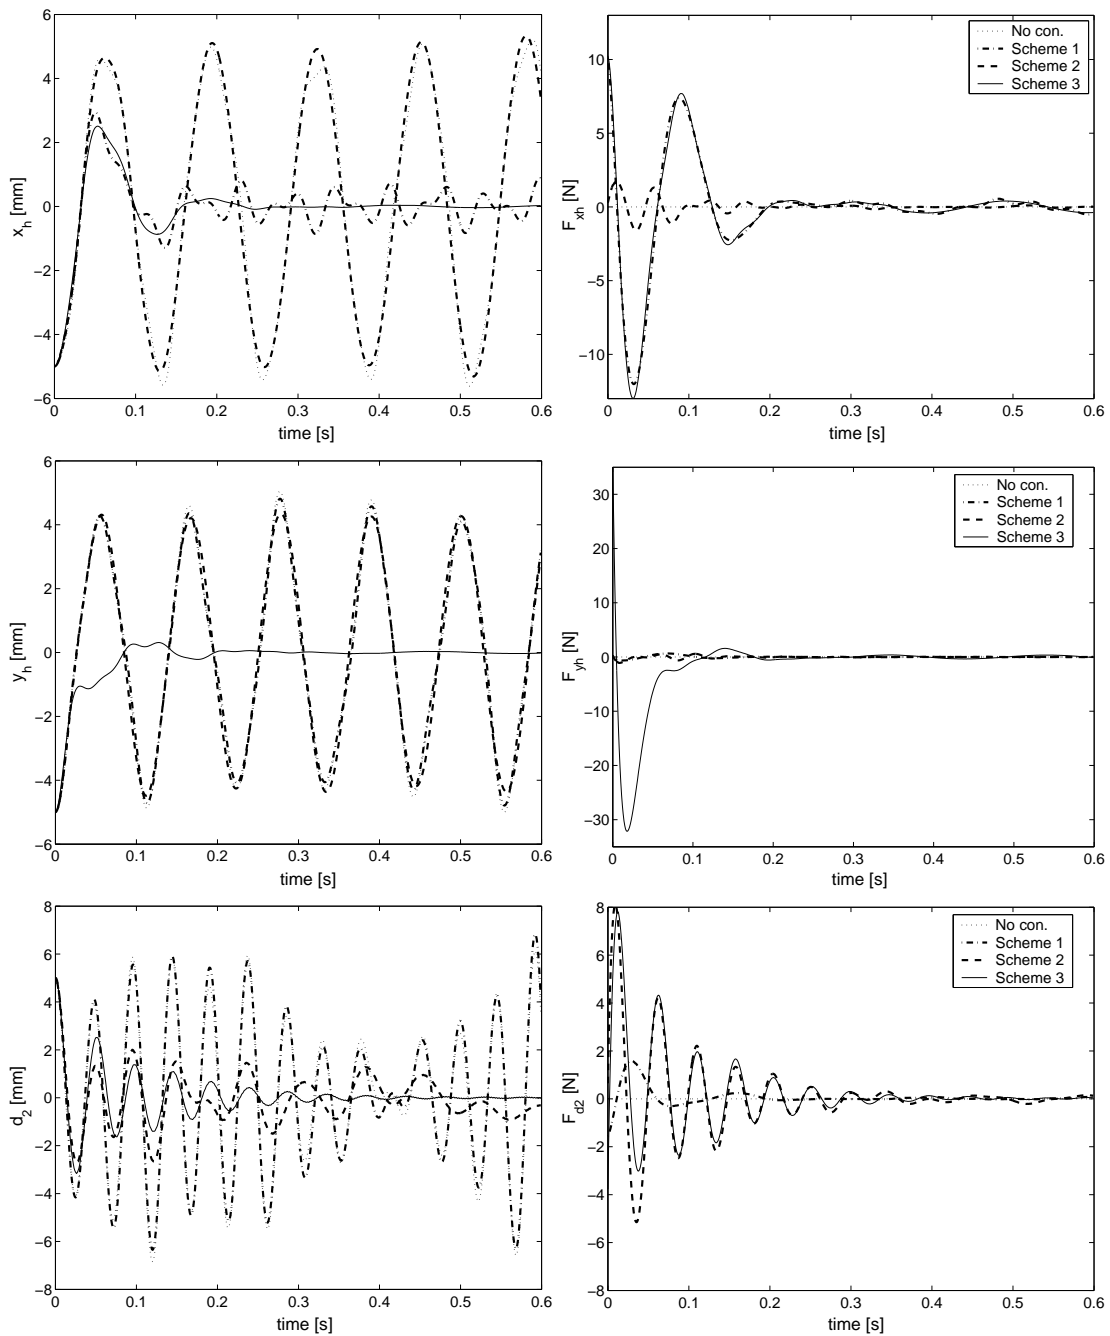 6
4
2
0
−2
−4
−6
x_h [mm]
0 0.1 0.2 0.3 0.4 0.5 0.6
time [s]
10
5
0
−5
−10
F_xh [N]
No con.
Scheme 1
Scheme 2
Scheme 3
0 0.1 0.2 0.3 0.4 0.5 0.6
time [s]
6
4
2
0
−2
−4
−6
y_h [mm]
0 0.1 0.2 0.3 0.4 0.5 0.6
time [s]
30
20
10
0
−10
−20
−30
F_yh [N]
No con.
Scheme 1
Scheme 2
Scheme 3
0 0.1 0.2 0.3 0.4 0.5 0.6
time [s]
8
6
4
2
0
−2
−4
−6
−8
d_2 [mm]
0 0.1 0.2 0.3 0.4 0.5 0.6
time [s]
8
6
4
2
0
−2
−4
−6
−8
F_d2 [N]
No con.
Scheme 1
Scheme 2
Scheme 3
0 0.1 0.2 0.3 0.4 0.5 0.6
time [s]